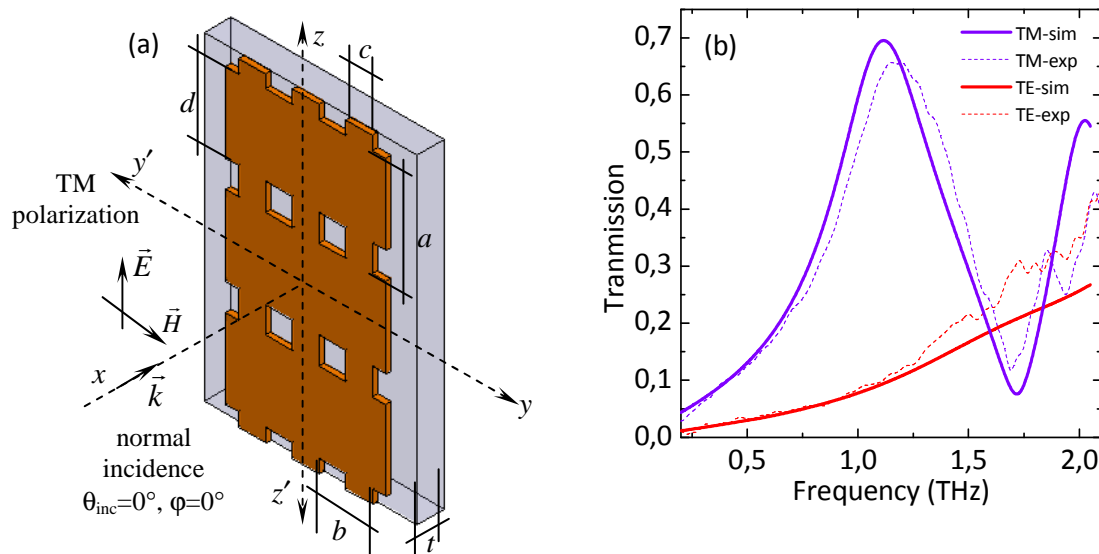 (a)
z
c
d
y'
TM
polarization
a
E⃗
H⃗
x
k⃗
y
normal
incidence
θinc=0°, φ=0°
z'
b
t
(b)
TM-sim
TM-exp
TE-sim
TE-exp
0,7
0,6
0,5
0,4
0,3
0,2
0,1
0,0
Tranmission
0,5
1,0
1,5
2,0
Frequency (THz)